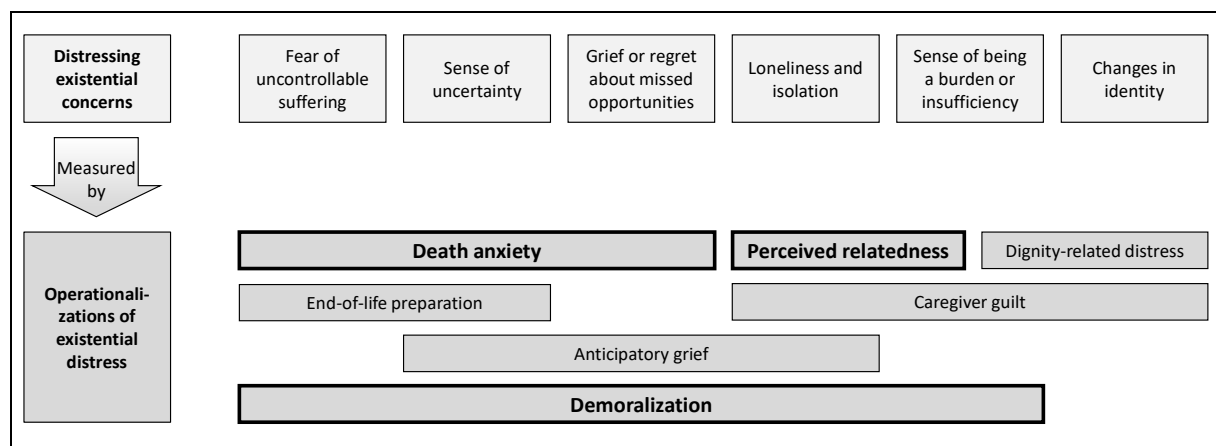 Distressing
existential
concerns
Fear of
uncontrollable
suffering
Sense of
uncertainty
Grief or regret
about missed
opportunities
Loneliness and
isolation
Sense of being
a burden or
insufficiency
Changes in
identity
Measured
by
Operationali-
zations of
existential
distress
Death anxiety
Perceived relatedness
Dignity-related distress
End-of-life preparation
Caregiver guilt
Anticipatory grief
Demoralization